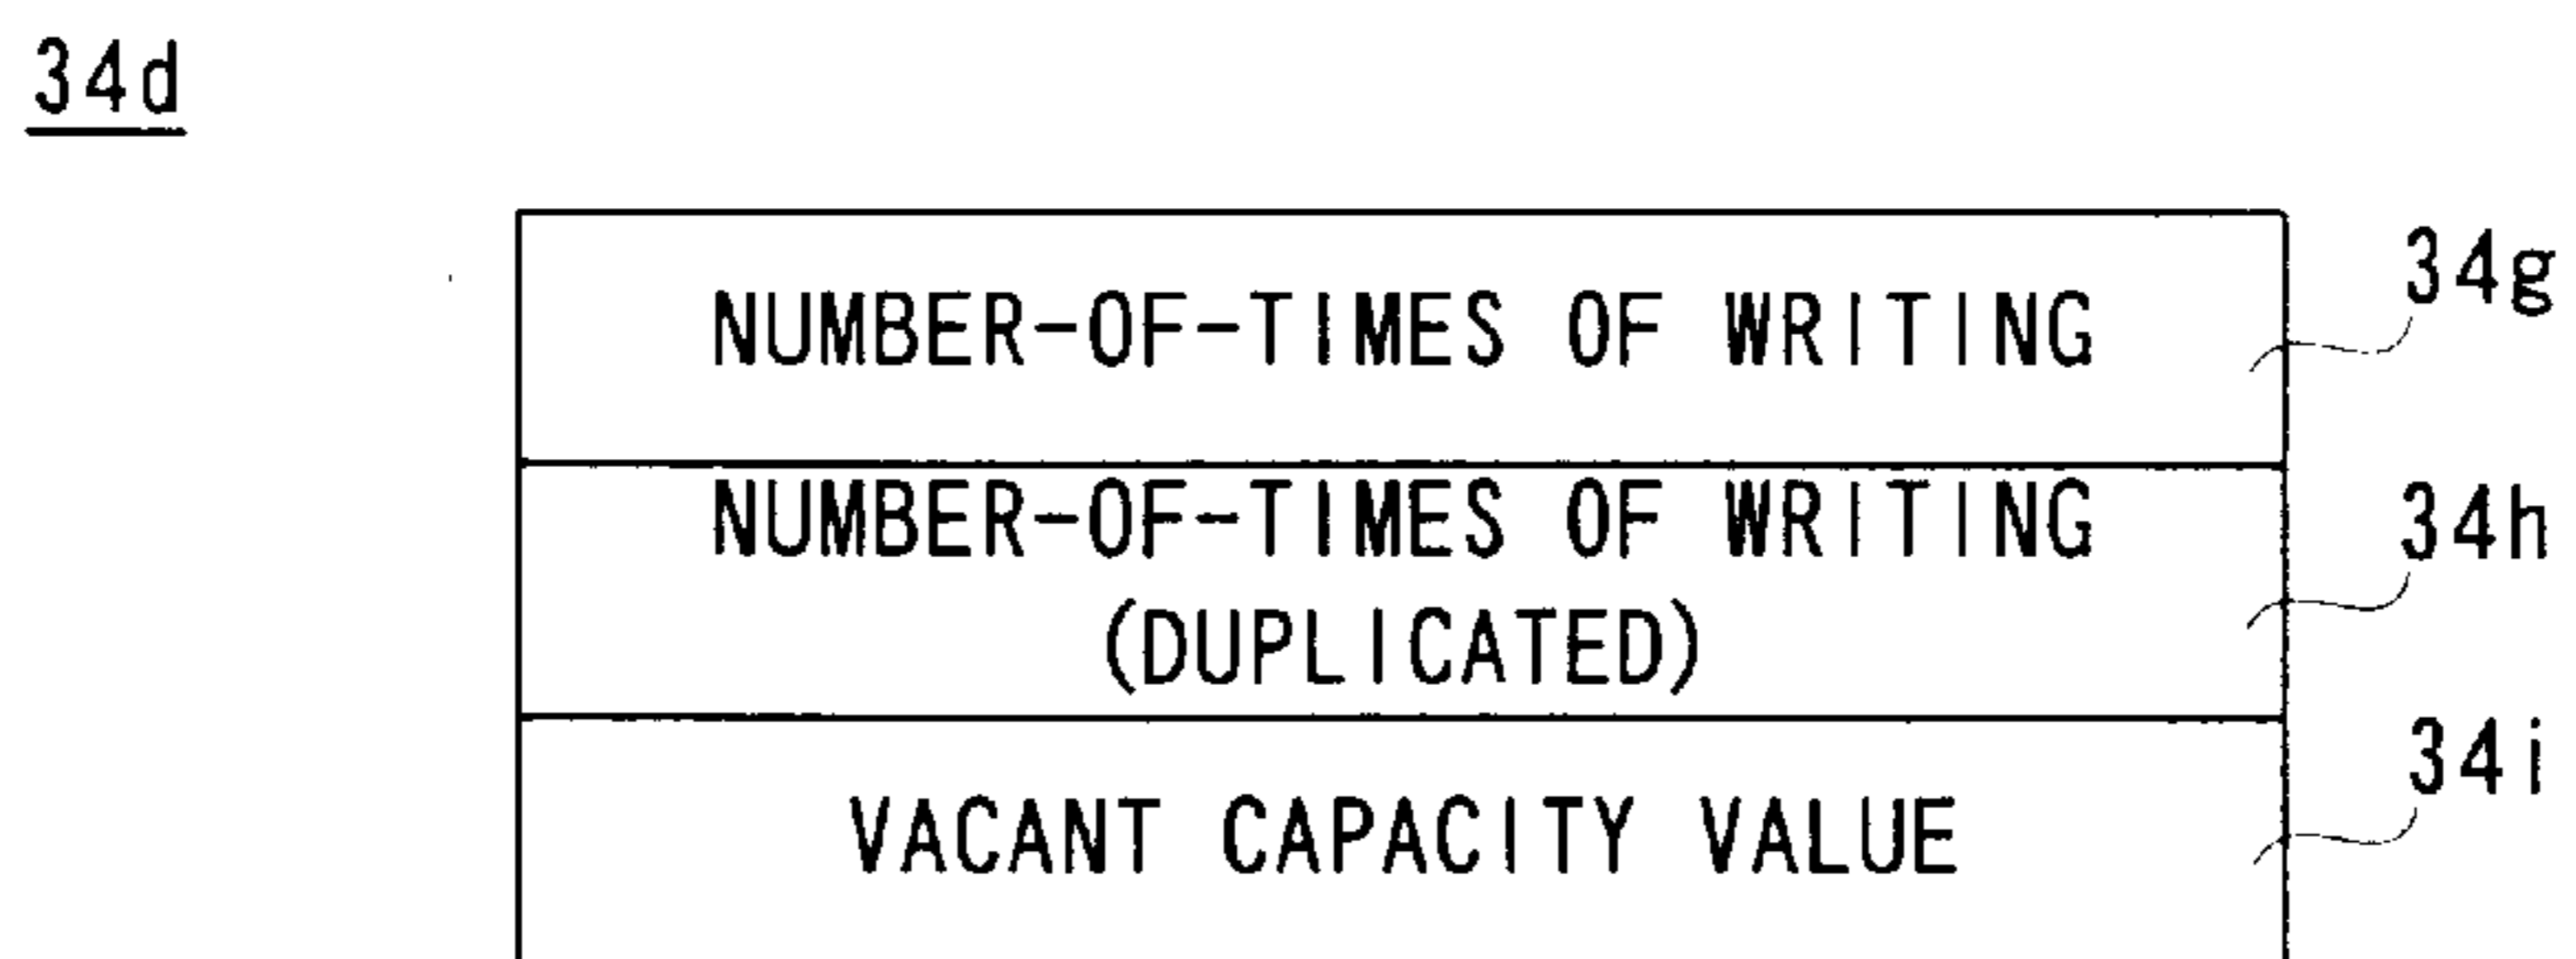 34d
NUMBER-OF-TIMES OF WRITING
34g
NUMBER-OF-TIMES OF WRITING
(DUPLICATED)
34h
VACANT CAPACITY VALUE
34i